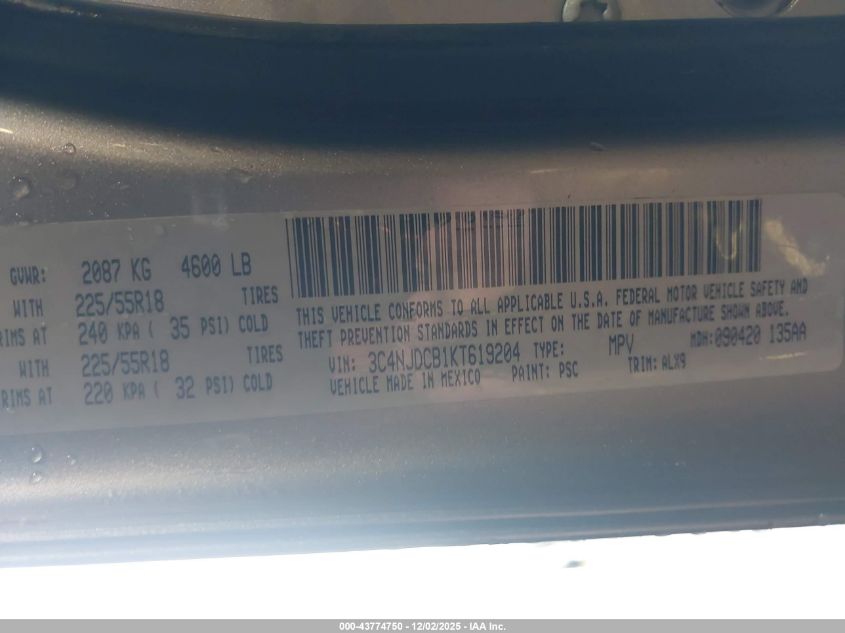 GVWR: 2087 KG 4600 LB
WITH 225/55R18 TIRES
RIMS AT 240 KPA ( 35 PSI) COLD
WITH 225/55R18 TIRES
RIMS AT 220 KPA ( 32 PSI) COLD
THIS VEHICLE CONFORMS TO ALL APPLICABLE U.S.A. FEDERAL MOTOR VEHICLE SAFETY AND
THEFT PREVENTION STANDARDS IN EFFECT ON THE DATE OF MANUFACTURE SHOWN ABOVE.
VIN: 3C4NJDCB1KT619204 TYPE: MPV MDH:090420 135AA
VEHICLE MADE IN MEXICO PAINT: PSC TRIM: ALX9
000-43774750 - 12/02/2025 - IAA Inc.